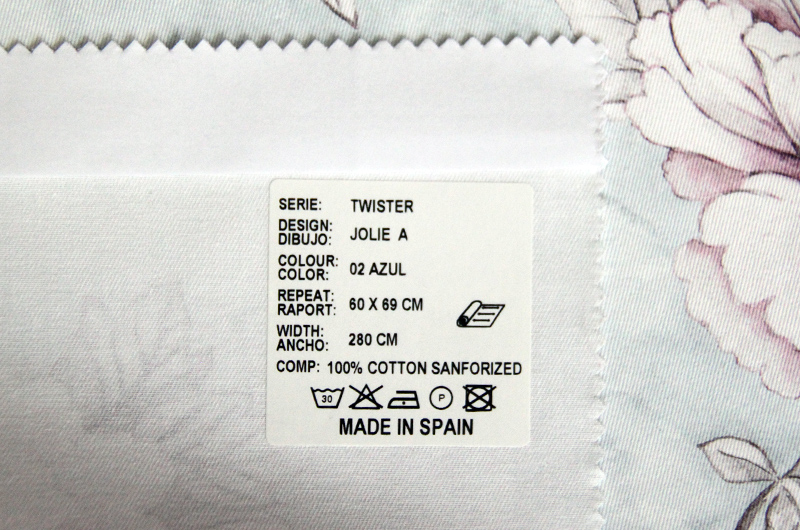 SERIE: TWISTER
DESIGN:
DIBUJO: JOLIE A
COLOUR:
COLOR: 02 AZUL
REPEAT:
RAPORT: 60 X 69 CM
WIDTH:
ANCHO: 280 CM
COMP: 100% COTTON SANFORIZED
30 P
MADE IN SPAIN